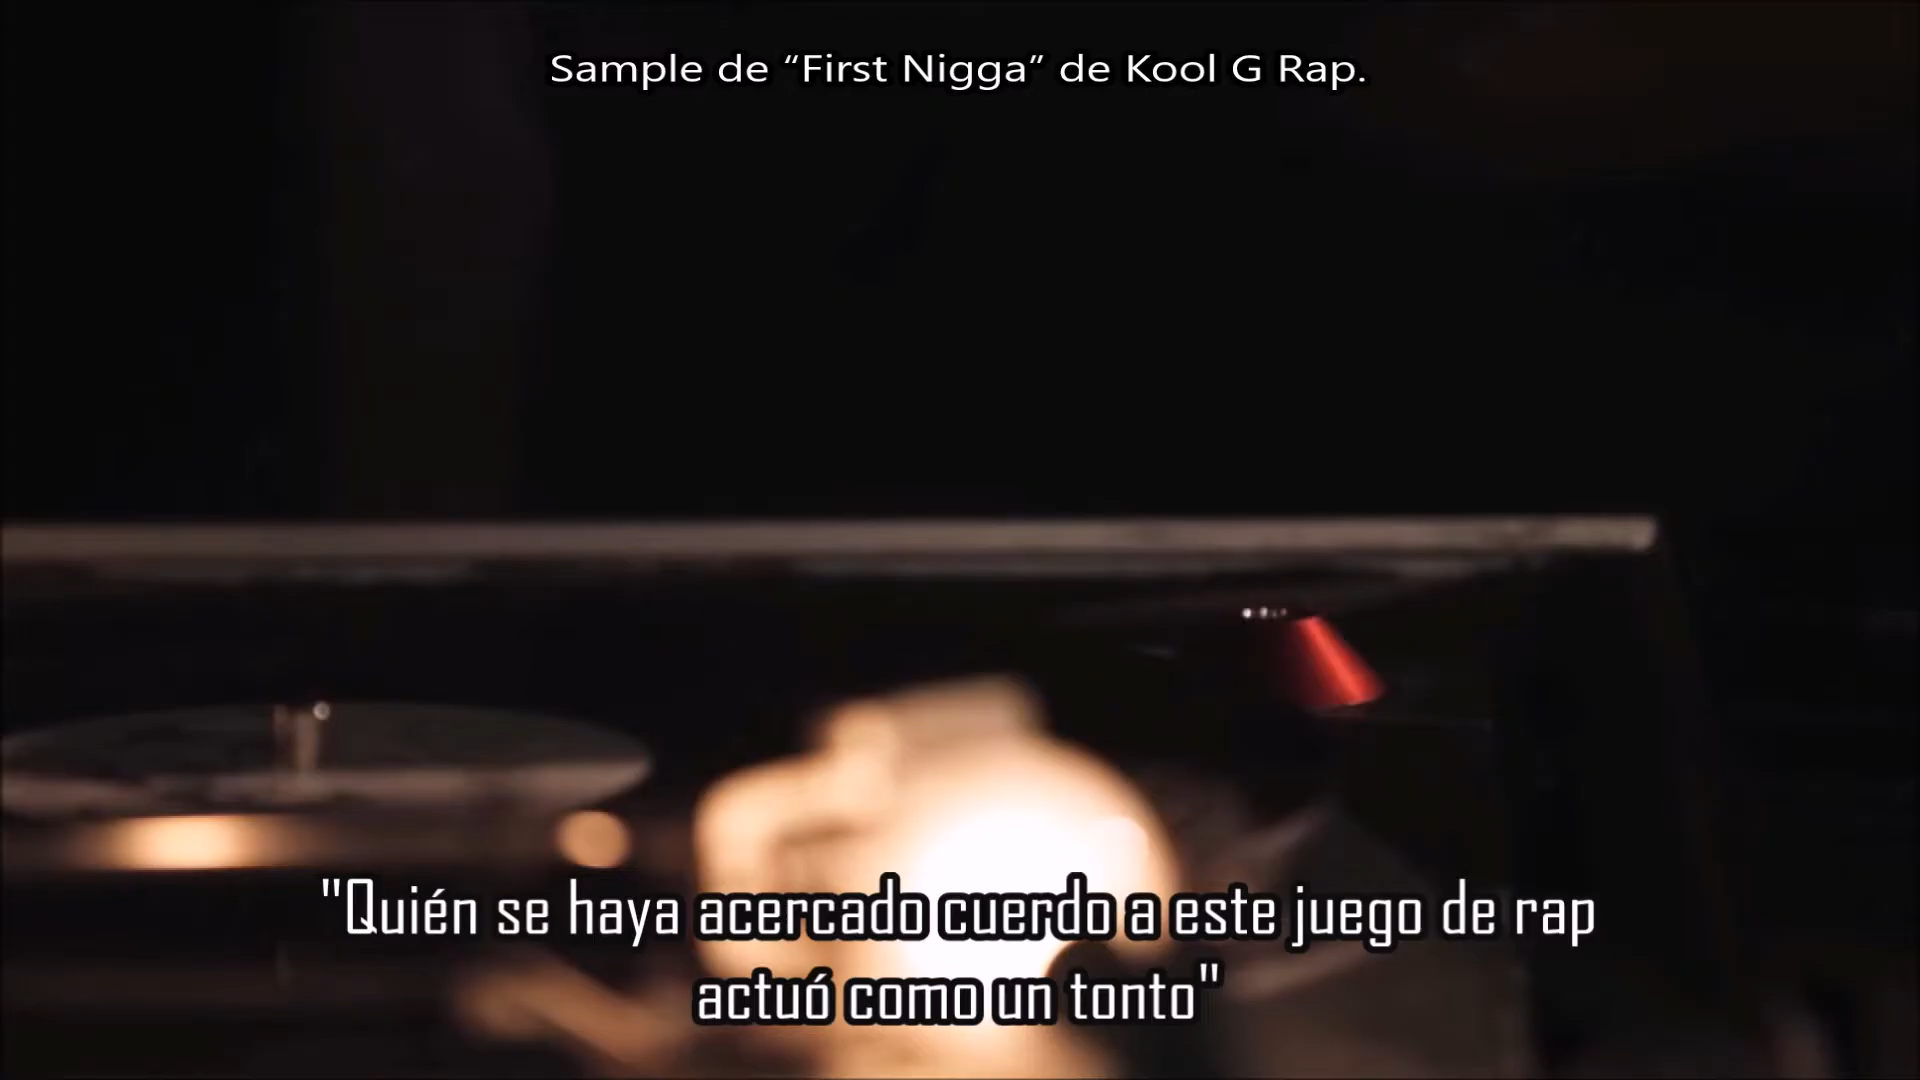 Sample de “First Nigga” de Kool G Rap.
"Quién se haya acercado cuerdo a este juego de rap
actuó como un tonto"